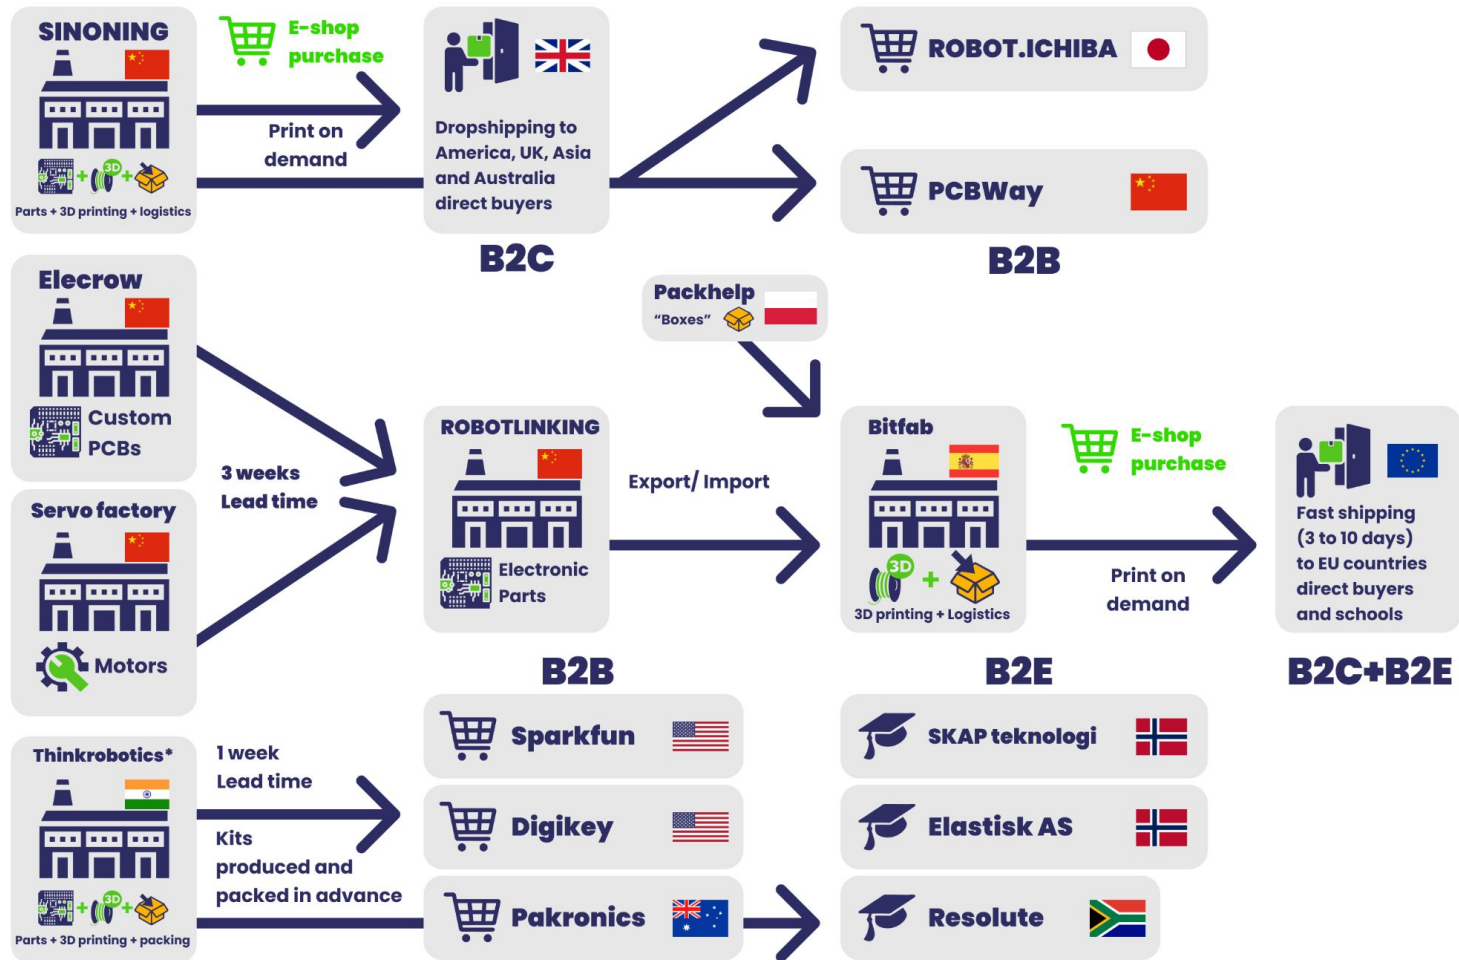 SINONING
E-shop
purchase
Print on
demand
3D
Parts + 3D printing + logistics
Dropshipping to
America, UK, Asia
and Australia
direct buyers
B2C
ROBOT.ICHIBA
PCBWay
B2B
Elecrow
Custom
PCBs
Servo factory
Motors
3 weeks
Lead time
ROBOTLINKING
Electronic
Parts
B2B
Packhelp
“Boxes”
Export/ Import
Bitfab
3D
3D printing + Logistics
B2E
E-shop
purchase
Print on
demand
Fast shipping
(3 to 10 days)
to EU countries
direct buyers
and schools
B2C+B2E
Thinkrobotics*
3D
Parts + 3D printing + packing
1 week
Lead time
Kits
produced and
packed in advance
Sparkfun
Digikey
Pakronics
SKAP teknologi
Elastisk AS
Resolute